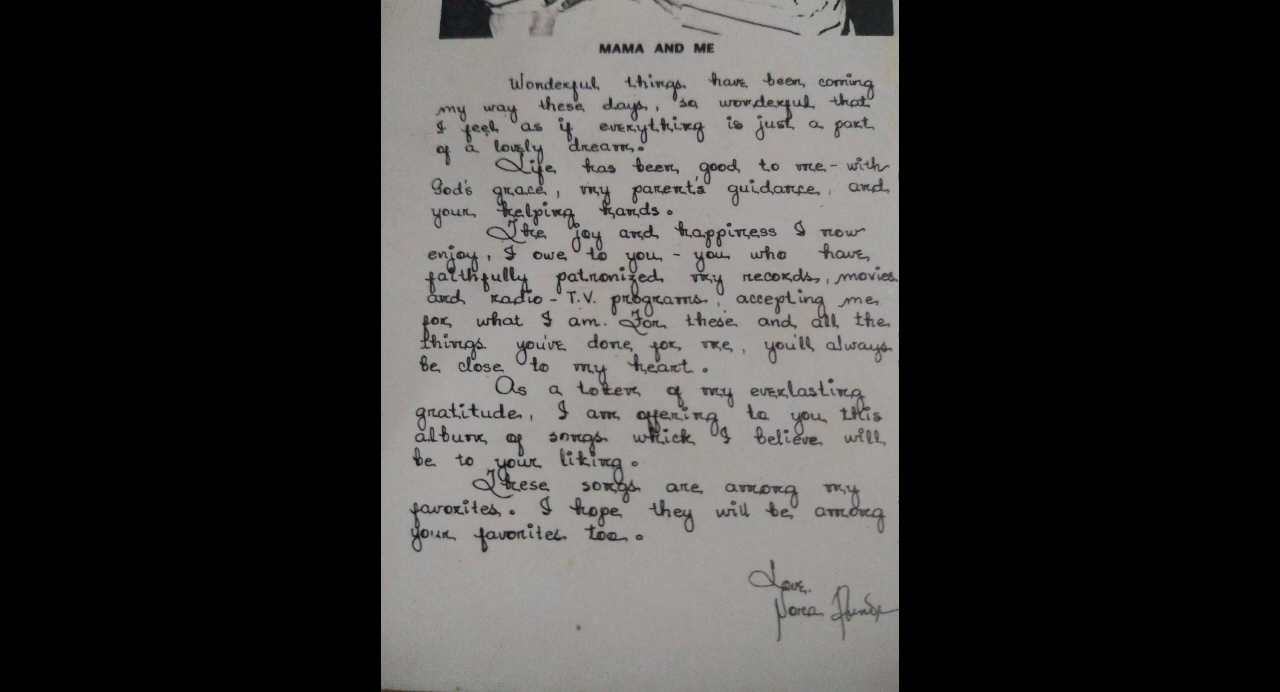 MAMA AND ME
Wonderful things have been coming
my way these days, so wonderful that
I feel as if everything is just a part
of a lovely dream.
Life has been good to me - with
God's grace, my parent's guidance, and
your helping hands.
The joy and happiness I now
enjoy, I owe to you - you who have
faithfully patronized my records, movies
and radio - T.V. programs, accepting me
for what I am. For these and all the
things you've done for me, you'll always
be close to my heart.
As a token of my everlasting
gratitude, I am offering to you this
album of songs which I believe will
be to your liking.
These songs are among my
favorites. I hope they will be among
your favorites too.
Love,
Nora